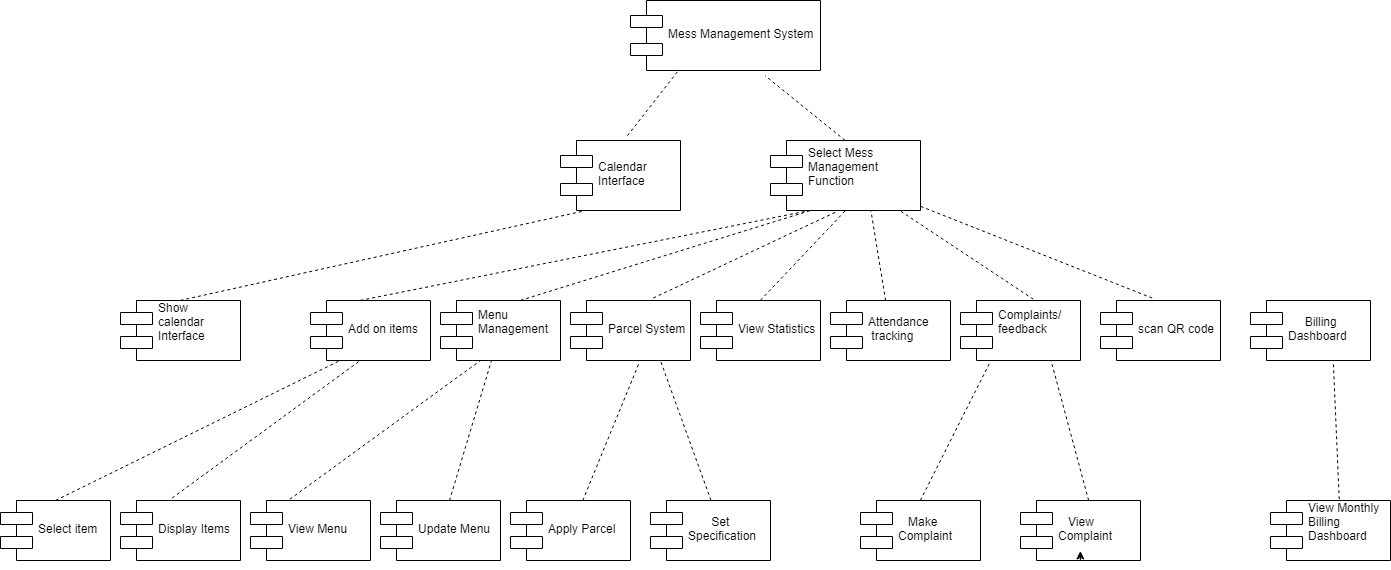 Mess Management System
Calendar
Interface
Select Mess
Management
Function
Show
calendar
Interface
Add on items
Menu
Management
Parcel System
View Statistics
Attendance
tracking
Complaints/
feedback
scan QR code
Billing
Dashboard
Select item
Display Items
View Menu
Update Menu
Apply Parcel
Set
Specification
Make
Complaint
View
Complaint
View Monthly
Billing
Dashboard